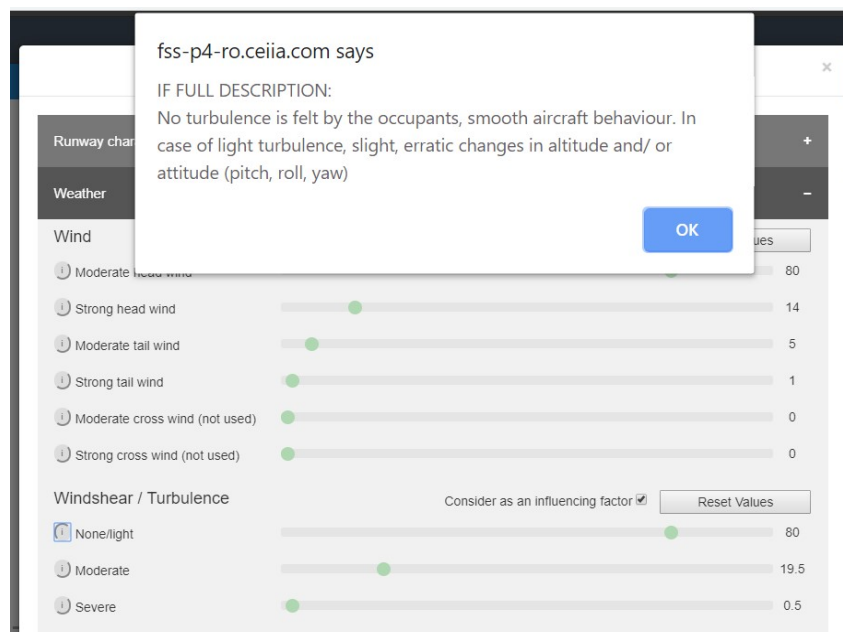 fss-p4-ro.ceiia.com says
IF FULL DESCRIPTION:
No turbulence is felt by the occupants, smooth aircraft behaviour. In
case of light turbulence, slight, erratic changes in altitude and/ or
attitude (pitch, roll, yaw)
OK
×
Runway char
+
Weather
−
Wind
ues
Moderate head wind 80
Strong head wind 14
Moderate tail wind 5
Strong tail wind 1
Moderate cross wind (not used) 0
Strong cross wind (not used) 0
Windshear / Turbulence Consider as an influencing factor Reset Values
None/light 80
Moderate 19.5
Severe 0.5